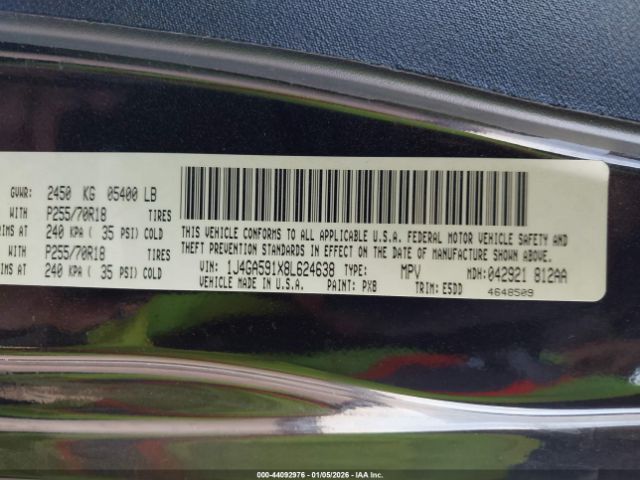 GVWR: 2450 KG 05400 LB
WITH P255/70R18 TIRES
RIMS AT 240 KPA ( 35 PSI) COLD
WITH P255/70R18 TIRES
RIMS AT 240 KPA ( 35 PSI) COLD
THIS VEHICLE CONFORMS TO ALL APPLICABLE U.S.A. FEDERAL MOTOR VEHICLE SAFETY AND
THEFT PREVENTION STANDARDS IN EFFECT ON THE DATE OF MANUFACTURE SHOWN ABOVE.
VIN: 1J4GA591X8L624638 TYPE: MPV MDH: 042921 812AA
VEHICLE MADE IN U.S.A. PAINT: PXB TRIM: E5DD
4648509
000-44092976 - 01/05/2026 - IAA Inc.